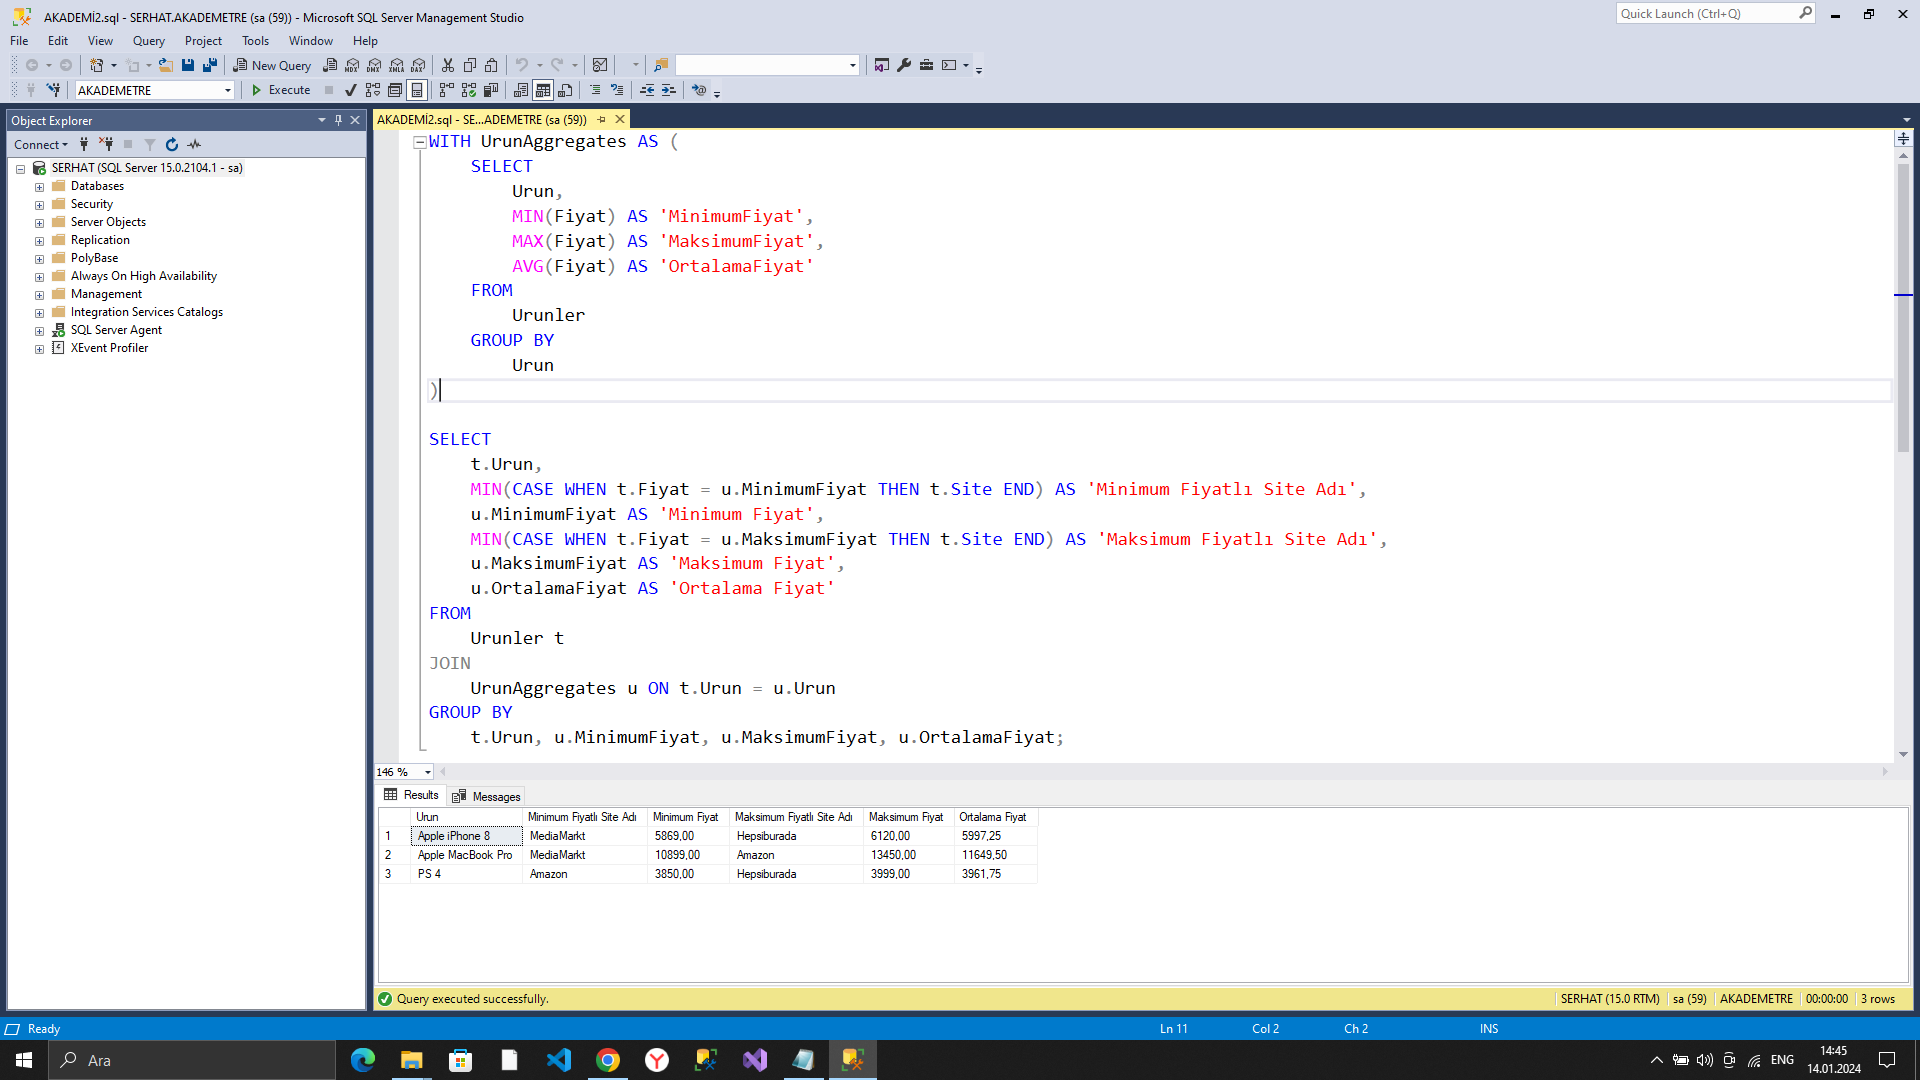 AKADEMİ2.sql - SERHAT.AKADEMETRE (sa (59)) - Microsoft SQL Server Management Studio
Quick Launch (Ctrl+Q)
File Edit View Query Project Tools Window Help
New Query MDX DMX XMLA DAX
AKADEMETRE Execute
Object Explorer
Connect
SERHAT (SQL Server 15.0.2104.1 - sa)
Databases
Security
Server Objects
Replication
PolyBase
Always On High Availability
Management
Integration Services Catalogs
SQL Server Agent
XEvent Profiler
AKADEMİ2.sql - SE...ADEMETRE (sa (59))
WITH UrunAggregates AS (
SELECT
Urun,
MIN(Fiyat) AS 'MinimumFiyat',
MAX(Fiyat) AS 'MaksimumFiyat',
AVG(Fiyat) AS 'OrtalamaFiyat'
FROM
Urunler
GROUP BY
Urun
)
SELECT
t.Urun,
MIN(CASE WHEN t.Fiyat = u.MinimumFiyat THEN t.Site END) AS 'Minimum Fiyatlı Site Adı',
u.MinimumFiyat AS 'Minimum Fiyat',
MIN(CASE WHEN t.Fiyat = u.MaksimumFiyat THEN t.Site END) AS 'Maksimum Fiyatlı Site Adı',
u.MaksimumFiyat AS 'Maksimum Fiyat',
u.OrtalamaFiyat AS 'Ortalama Fiyat'
FROM
Urunler t
JOIN
UrunAggregates u ON t.Urun = u.Urun
GROUP BY
t.Urun, u.MinimumFiyat, u.MaksimumFiyat, u.OrtalamaFiyat;
146 %
Results Messages
Urun Minimum Fiyatlı Site Adı Minimum Fiyat Maksimum Fiyatlı Site Adı Maksimum Fiyat Ortalama Fiyat
1 Apple iPhone 8 MediaMarkt 5869,00 Hepsiburada 6120,00 5997,25
2 Apple MacBook Pro MediaMarkt 10899,00 Amazon 13450,00 11649,50
3 PS 4 Amazon 3850,00 Hepsiburada 3999,00 3961,75
Query executed successfully. SERHAT (15.0 RTM) sa (59) AKADEMETRE 00:00:00 3 rows
Ready Ln 11 Col 2 Ch 2 INS
Ara
ENG
14:45
14.01.2024